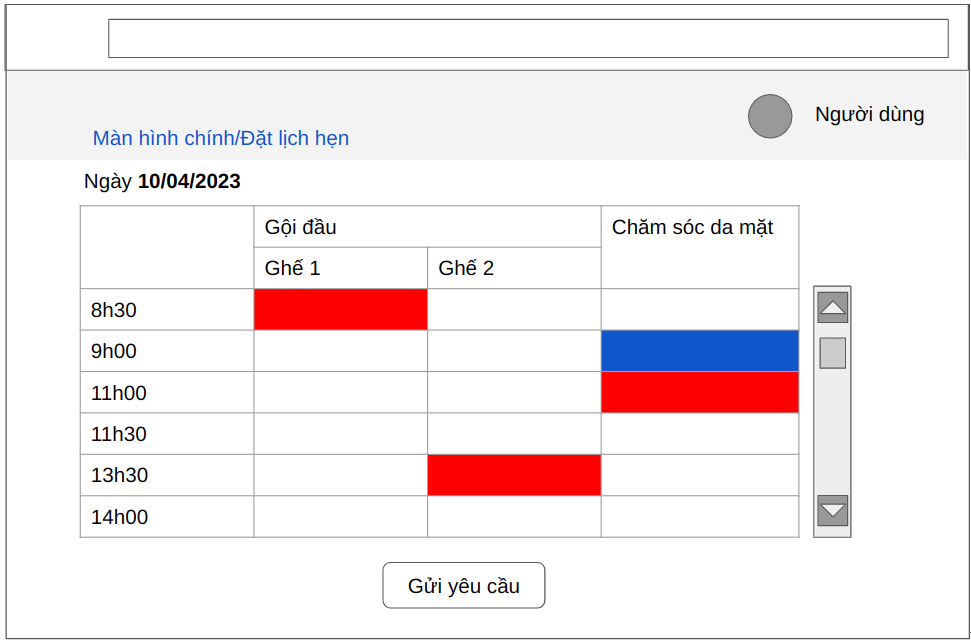 Người dùng
Màn hình chính/Đặt lịch hẹn
Ngày 10/04/2023
Gội đầu Chăm sóc da mặt
Ghế 1 Ghế 2
8h30
9h00
11h00
11h30
13h30
14h00
Gửi yêu cầu